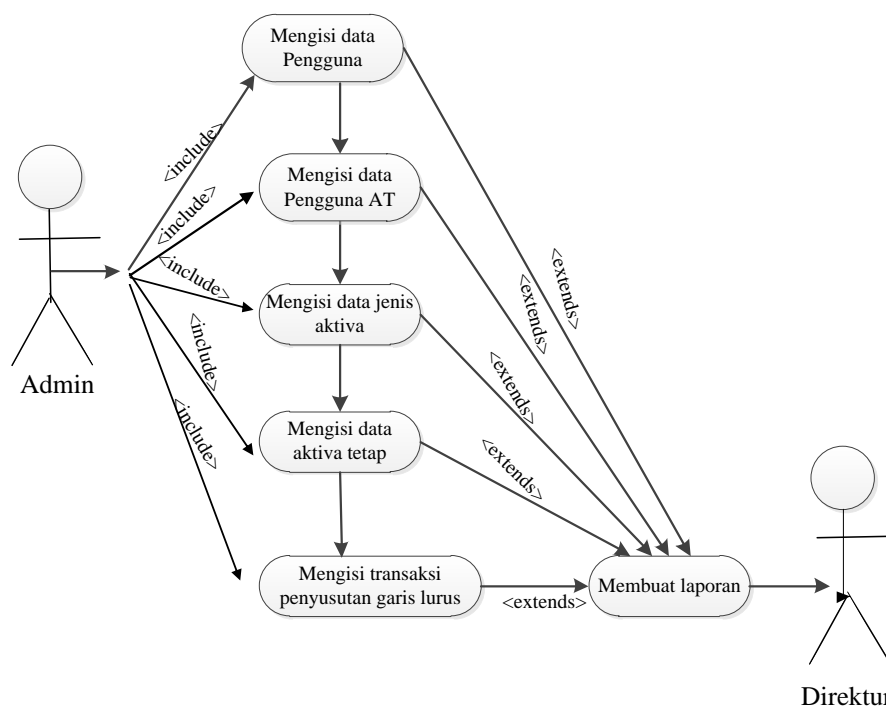 Mengisi data
Pengguna
<include>
Mengisi data
Pengguna AT
<include>
<include>
Mengisi data jenis
aktiva
<extends>
<extends>
<include>
Admin
<extends>
<include>
Mengisi data
aktiva tetap
<extends>
Mengisi transaksi
penyusutan garis lurus
<extends>
Membuat laporan
Direktur